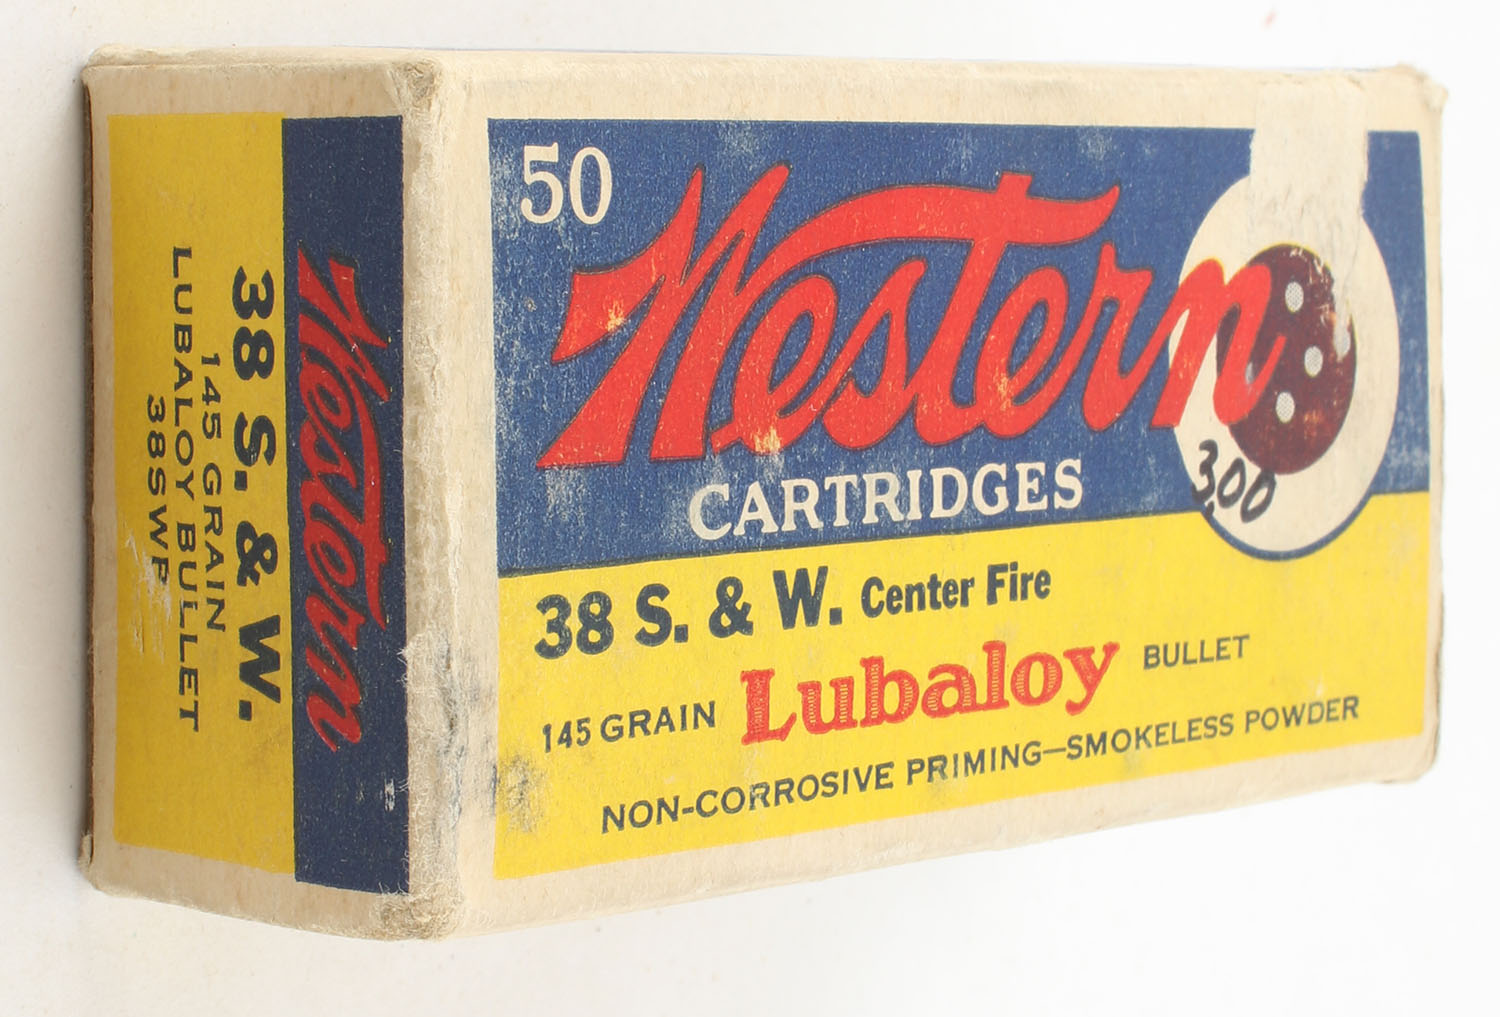 50
Western
CARTRIDGES
3.00
38 S. & W. Center Fire
145 GRAIN Lubaloy BULLET
NON-CORROSIVE PRIMING—SMOKELESS POWDER
Western
38 S. & W.
145 GRAIN
LUBALOY BULLET
38SWP